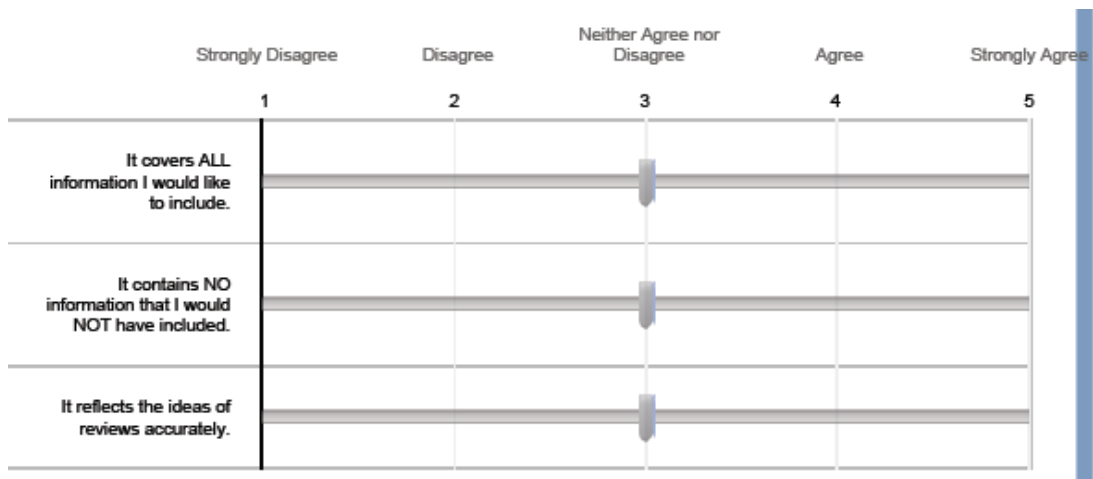 Strongly Disagree
Disagree
Neither Agree nor
Disagree
Agree
Strongly Agree
1
2
3
4
5
It covers ALL
information I would like
to include.
It contains NO
information that I would
NOT have included.
It reflects the ideas of
reviews accurately.